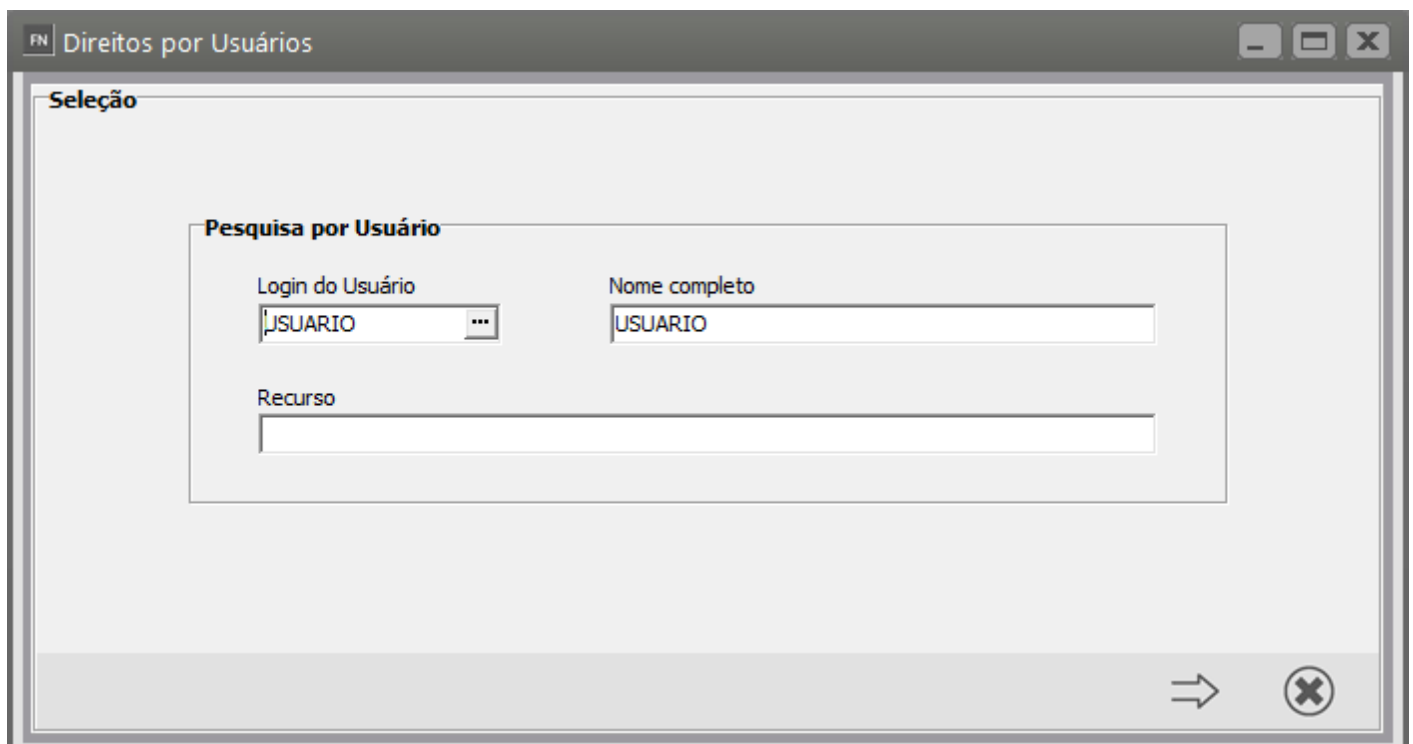 FN Direitos por Usuários
Seleção
Pesquisa por Usuário
Login do Usuário Nome completo
USUARIO ... USUARIO
Recurso